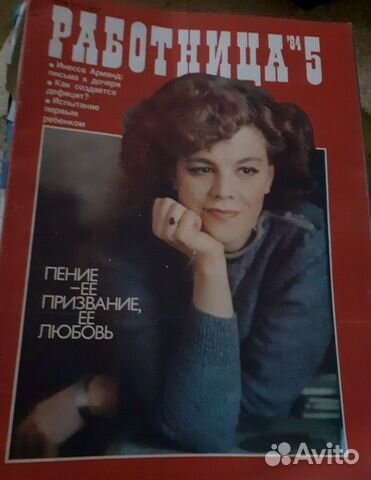 РАБОТНИЦА '84 5
• Инесса Арманд:
письма к дочери
• Как создается
дефицит?
• Испытание
первым
ребенком
ПЕНИЕ
-ЕЕ
ПРИЗВАНИЕ,
ЕЕ
ЛЮБОВЬ
Avito